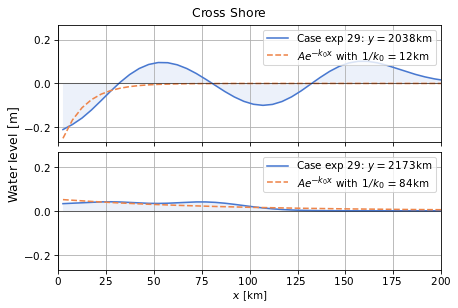 Cross Shore
Water level [m]
0.2
0.0
−0.2
Case exp 29: y = 2038km
Ae^{−k₀x} with 1/k₀ = 12km
0.2
0.0
−0.2
Case exp 29: y = 2173km
Ae^{−k₀x} with 1/k₀ = 84km
0 25 50 75 100 125 150 175 200
x [km]